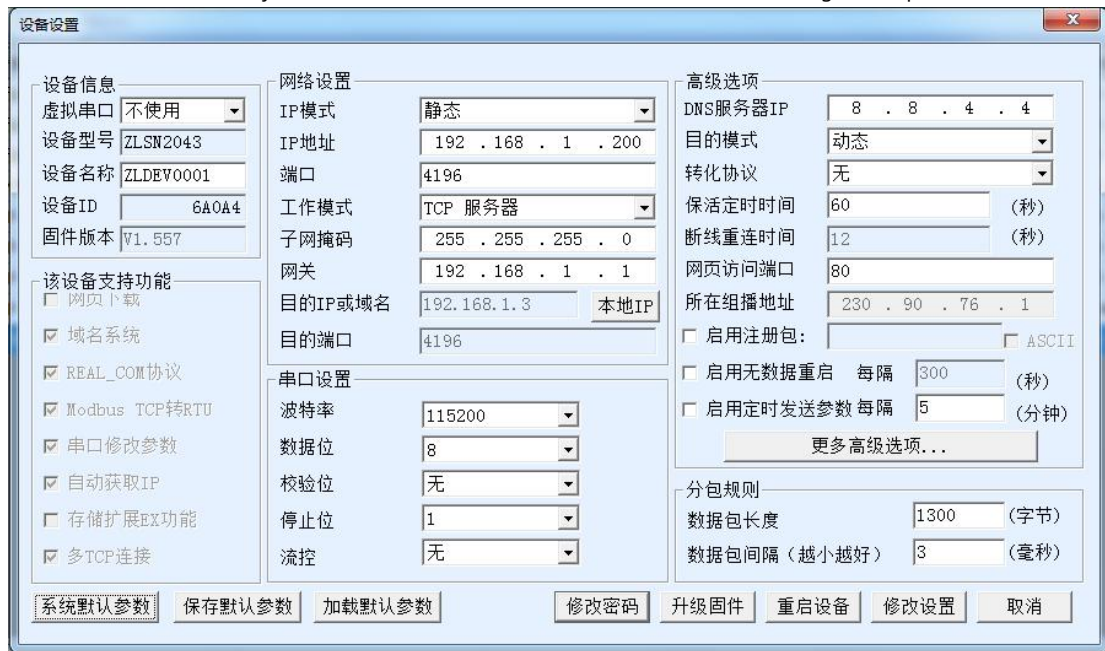 设备设置
设备信息
虚拟串口 不使用
设备型号 ZLSN2043
设备名称 ZLDEV0001
设备ID 6A0A4
固件版本 V1.557
该设备支持功能
网页下载
域名系统
REAL_COM协议
Modbus TCP转RTU
串口修改参数
自动获取IP
存储扩展EX功能
多TCP连接
网络设置
IP模式 静态
IP地址 192 . 168 . 1 . 200
端口 4196
工作模式 TCP 服务器
子网掩码 255 . 255 . 255 . 0
网关 192 . 168 . 1 . 1
目的IP或域名 192.168.1.3 本地IP
目的端口 4196
串口设置
波特率 115200
数据位 8
校验位 无
停止位 1
流控 无
高级选项
DNS服务器IP 8 . 8 . 4 . 4
目的模式 动态
转化协议 无
保活定时时间 60 (秒)
断线重连时间 12 (秒)
网页访问端口 80
所在组播地址 230 . 90 . 76 . 1
启用注册包: ASCII
启用无数据重启 每隔 300 (秒)
启用定时发送参数 每隔 5 (分钟)
更多高级选项...
分包规则
数据包长度 1300 (字节)
数据包间隔（越小越好） 3 (毫秒)
系统默认参数 保存默认参数 加载默认参数 修改密码 升级固件 重启设备 修改设置 取消